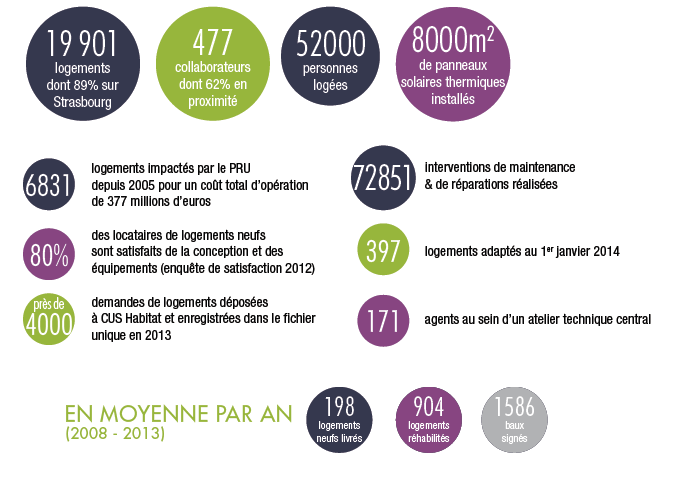 19 901
logements
dont 89% sur
Strasbourg
477
collaborateurs
dont 62% en
proximité
52000
personnes
logées
8000m²
de panneaux
solaires thermiques
installés
6831
logements impactés par le PRU
depuis 2005 pour un coût total d'opération
de 377 millions d'euros
72851
interventions de maintenance
& de réparations réalisées
80%
des locataires de logements neufs
sont satisfaits de la conception et des
équipements (enquête de satisfaction 2012)
397
logements adaptés au 1er janvier 2014
près de
4000
demandes de logements déposées
à CUS Habitat et enregistrées dans le fichier
unique en 2013
171
agents au sein d'un atelier technique central
EN MOYENNE PAR AN
(2008 - 2013)
198
logements
neufs livrés
904
logements
réhabilités
1586
baux
signés